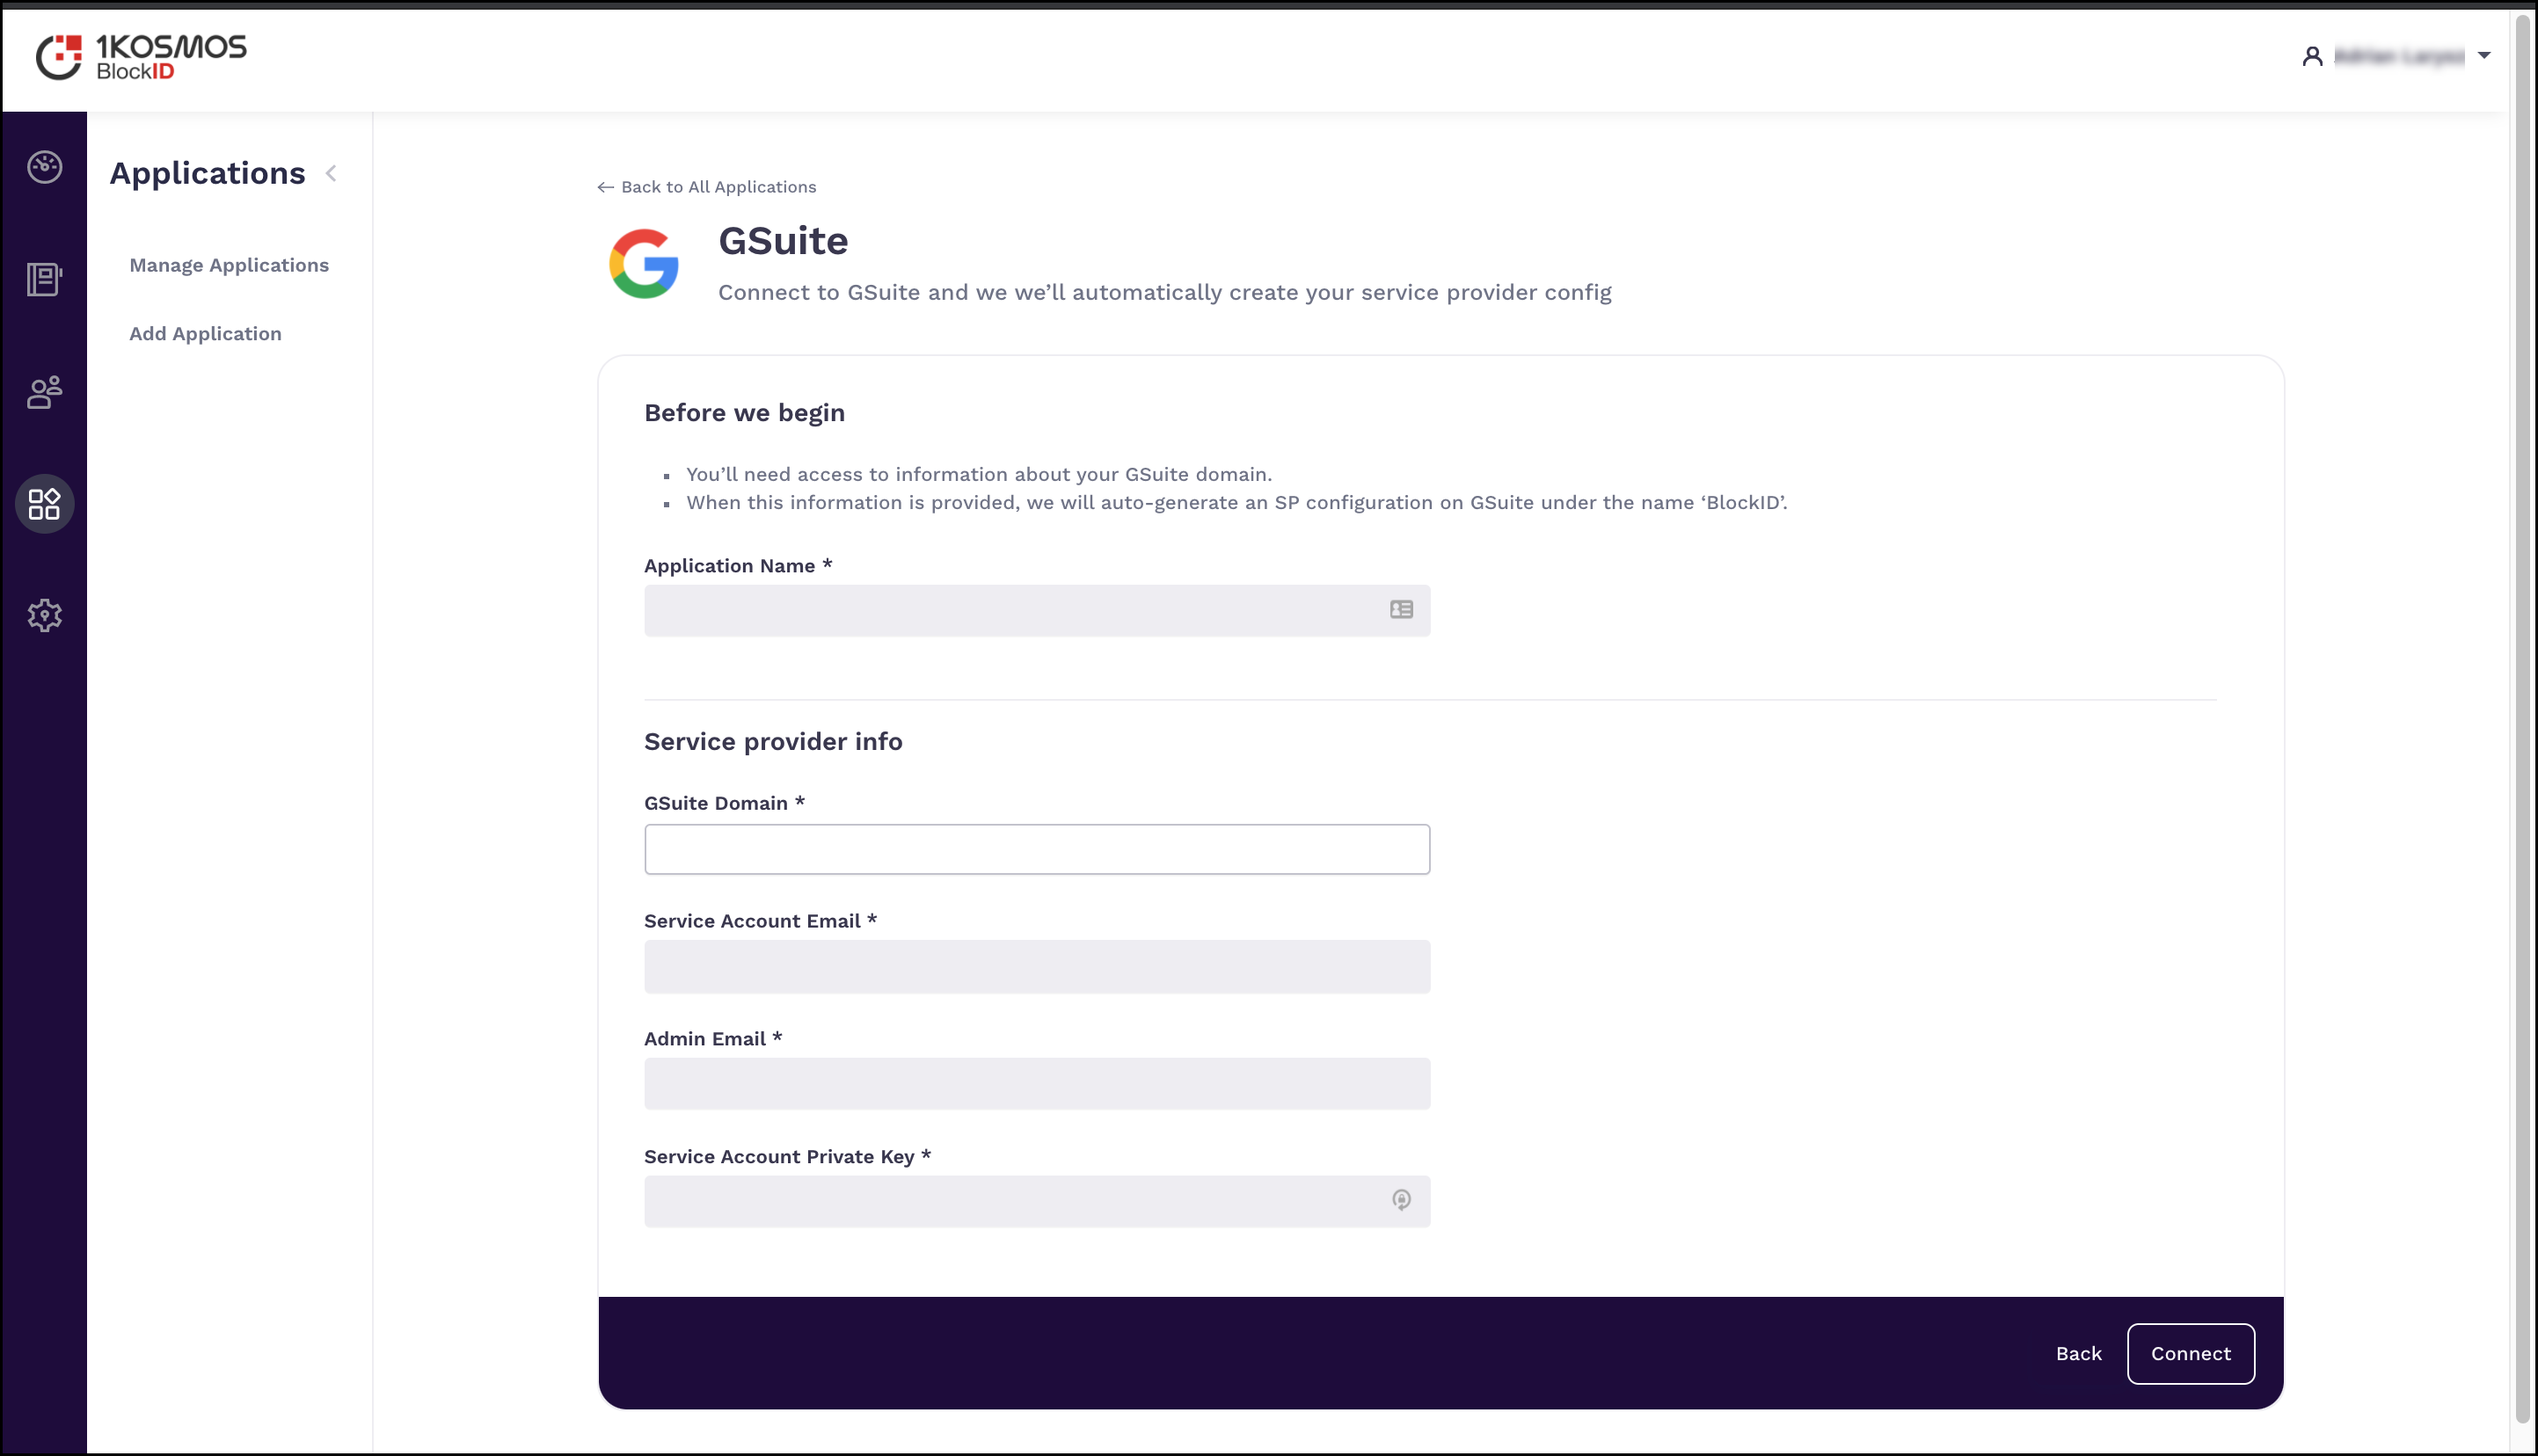 1KOSMOS
BlockID
Applications
Manage Applications
Add Application
Back to All Applications
GSuite
Connect to GSuite and we we’ll automatically create your service provider config
Before we begin
You’ll need access to information about your GSuite domain.
When this information is provided, we will auto-generate an SP configuration on GSuite under the name ‘BlockID’.
Application Name *
Service provider info
GSuite Domain *
Service Account Email *
Admin Email *
Service Account Private Key *
Back
Connect